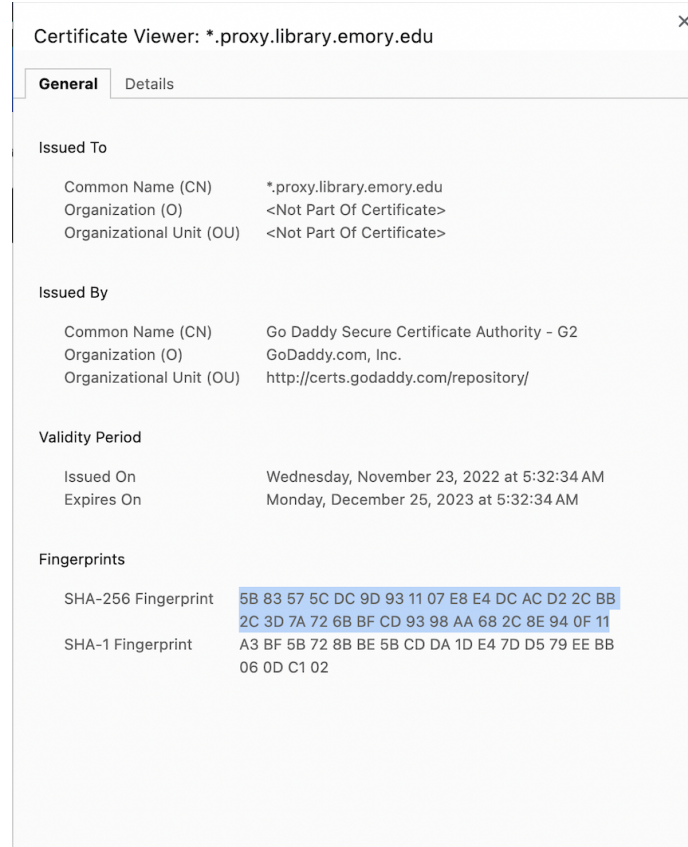 Certificate Viewer: *.proxy.library.emory.edu
General Details
Issued To
Common Name (CN) *.proxy.library.emory.edu
Organization (O) <Not Part Of Certificate>
Organizational Unit (OU) <Not Part Of Certificate>
Issued By
Common Name (CN) Go Daddy Secure Certificate Authority - G2
Organization (O) GoDaddy.com, Inc.
Organizational Unit (OU) http://certs.godaddy.com/repository/
Validity Period
Issued On Wednesday, November 23, 2022 at 5:32:34 AM
Expires On Monday, December 25, 2023 at 5:32:34 AM
Fingerprints
SHA-256 Fingerprint 5B 83 57 5C DC 9D 93 11 07 E8 E4 DC AC D2 2C BB
2C 3D 7A 72 6B BF CD 93 98 AA 68 2C 8E 94 0F 11
SHA-1 Fingerprint A3 BF 5B 72 8B BE 5B CD DA 1D E4 7D D5 79 EE BB
06 0D C1 02